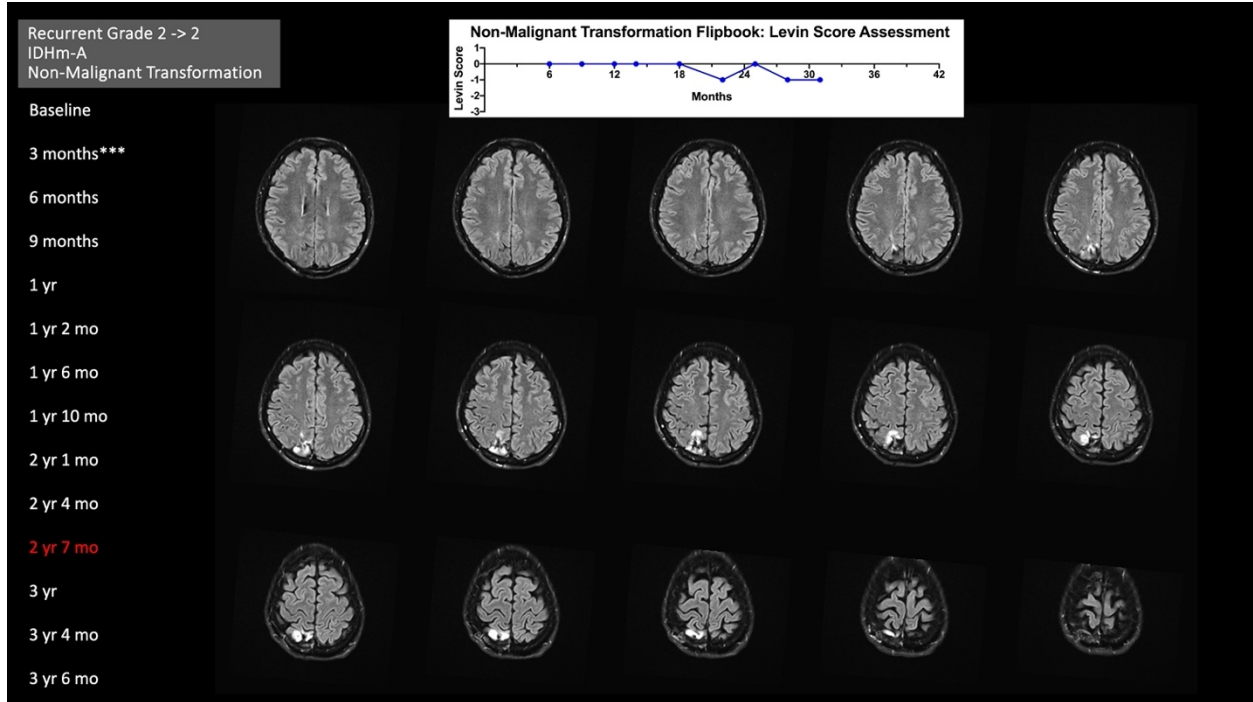 Recurrent Grade 2 -> 2
IDHm-A
Non-Malignant Transformation
Non-Malignant Transformation Flipbook: Levin Score Assessment
Levin Score
1
0
-1
-2
-3
6
12
18
24
30
36
42
Months
Baseline
3 months***
6 months
9 months
1 yr
1 yr 2 mo
1 yr 6 mo
1 yr 10 mo
2 yr 1 mo
2 yr 4 mo
2 yr 7 mo
3 yr
3 yr 4 mo
3 yr 6 mo